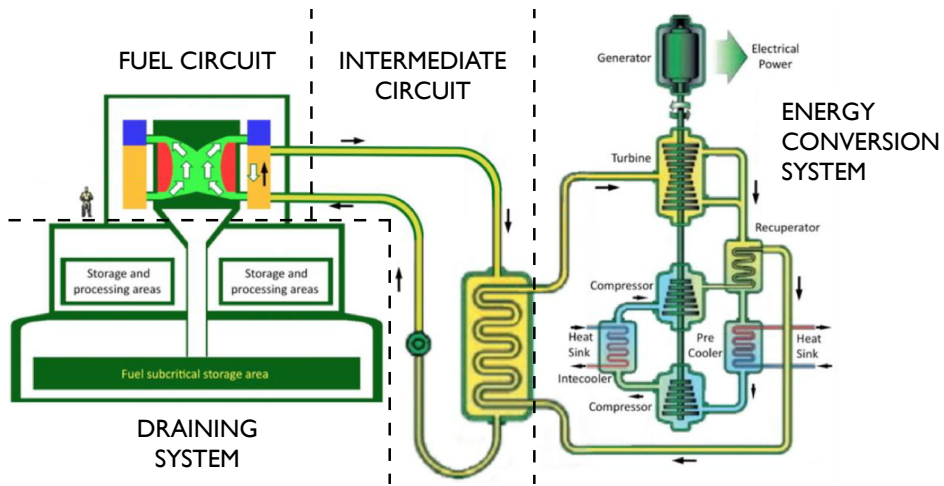 FUEL CIRCUIT
INTERMEDIATE
CIRCUIT
Generator
Electrical
Power
ENERGY
CONVERSION
SYSTEM
Turbine
Recuperator
Storage and
processing areas
Storage and
processing areas
Compressor
Heat
Sink
Pre
Cooler
Heat
Sink
Intecooler
Compressor
Fuel subcritical storage area
DRAINING
SYSTEM